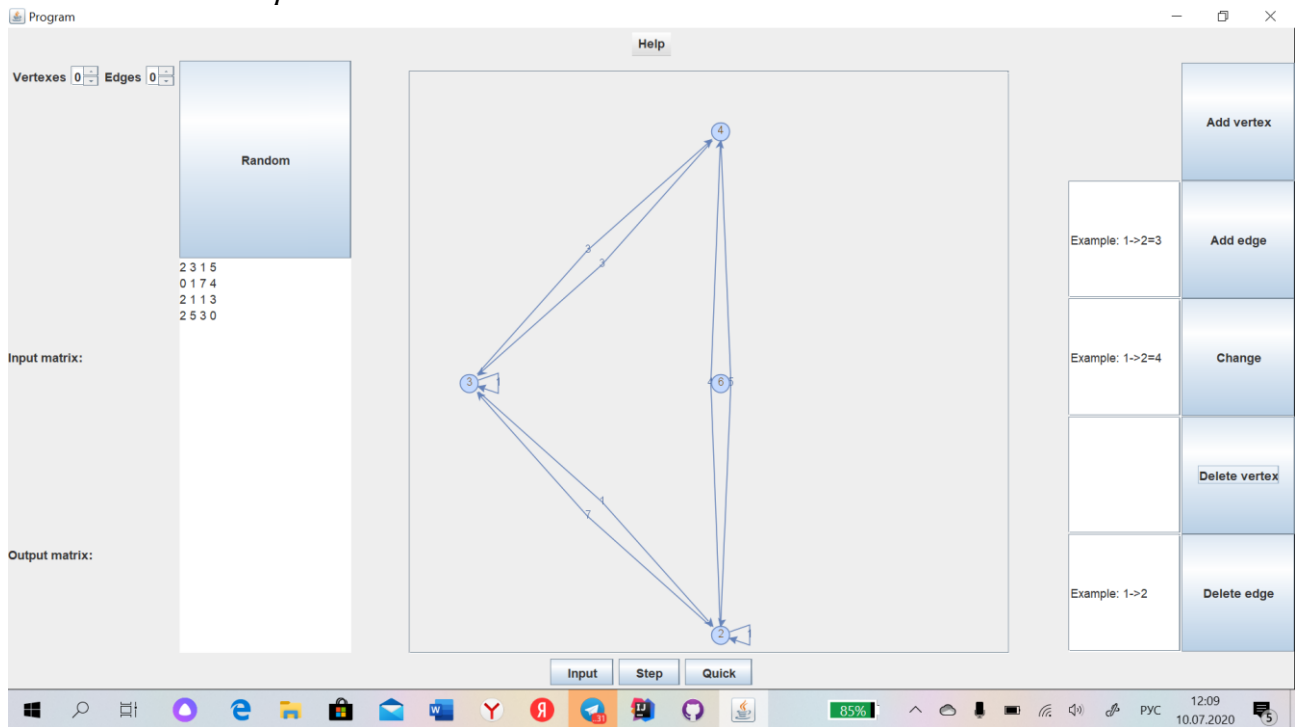 Program
Help
Vertexes 0 Edges 0
Random
Add vertex
Example: 1->2=3
Add edge
2 3 1 5
0 1 7 4
2 1 1 3
2 5 3 0
Input matrix:
Example: 1->2=4
Change
Delete vertex
Output matrix:
Example: 1->2
Delete edge
4
3
3
3
1
4
6
5
1
7
2
1
Input Step Quick
85%
РУС
12:09
10.07.2020
5
31